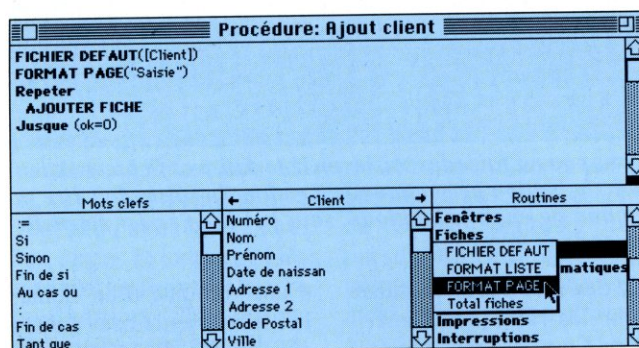 Procédure: Ajout client
FICHIER DEFAUT([Client])
FORMAT PAGE("Saisie")
Repeter
AJOUTER FICHE
Jusque (ok=0)
Mots clefs
:=
Si
Sinon
Fin de si
Au cas ou
:
Fin de cas
Tant que
← Client →
Numéro
Nom
Prénom
Date de naissan
Adresse 1
Adresse 2
Code Postal
Ville
Routines
Fenêtres
Fiches
FICHIER DEFAUT
FORMAT LISTE
matiques
FORMAT PAGE
Total fiches
Impressions
Interruptions